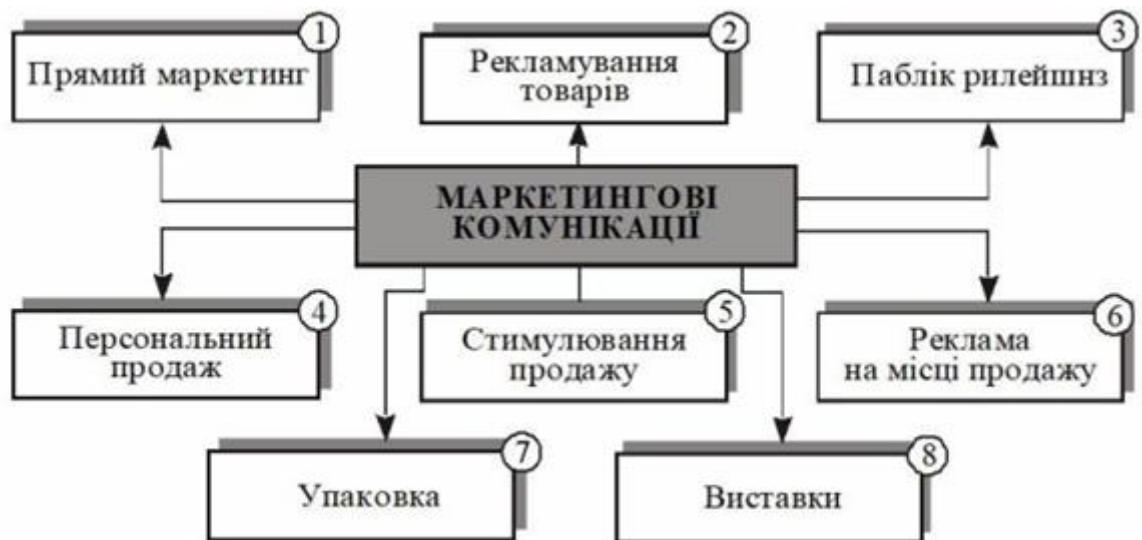 1
Прямий маркетинг
2
Рекламування
товарів
3
Паблік рилейшнз
МАРКЕТИНГОВІ
КОМУНІКАЦІЇ
4
Персональний
продаж
5
Стимулювання
продажу
6
Реклама
на місці продажу
7
Упаковка
8
Виставки